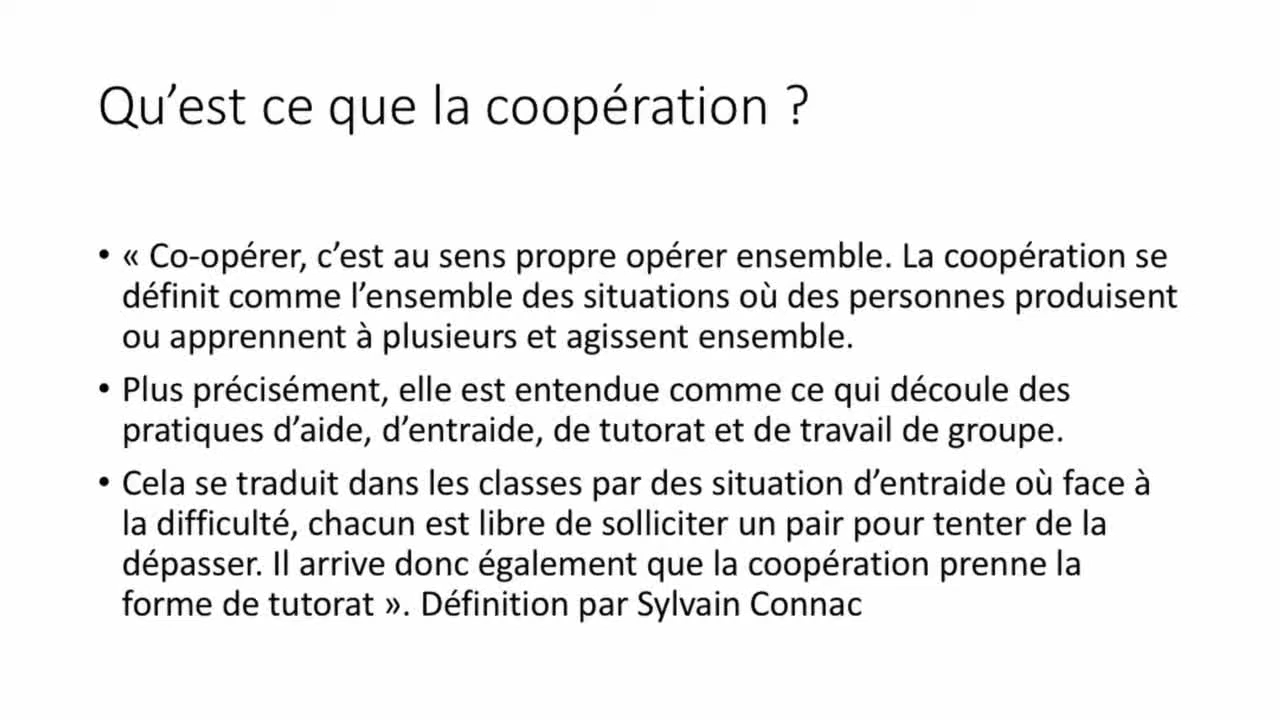 Qu’est ce que la coopération ?
• « Co-opérer, c’est au sens propre opérer ensemble. La coopération se
définit comme l’ensemble des situations où des personnes produisent
ou apprennent à plusieurs et agissent ensemble.
• Plus précisément, elle est entendue comme ce qui découle des
pratiques d’aide, d’entraide, de tutorat et de travail de groupe.
• Cela se traduit dans les classes par des situation d’entraide où face à
la difficulté, chacun est libre de solliciter un pair pour tenter de la
dépasser. Il arrive donc également que la coopération prenne la
forme de tutorat ». Définition par Sylvain Connac